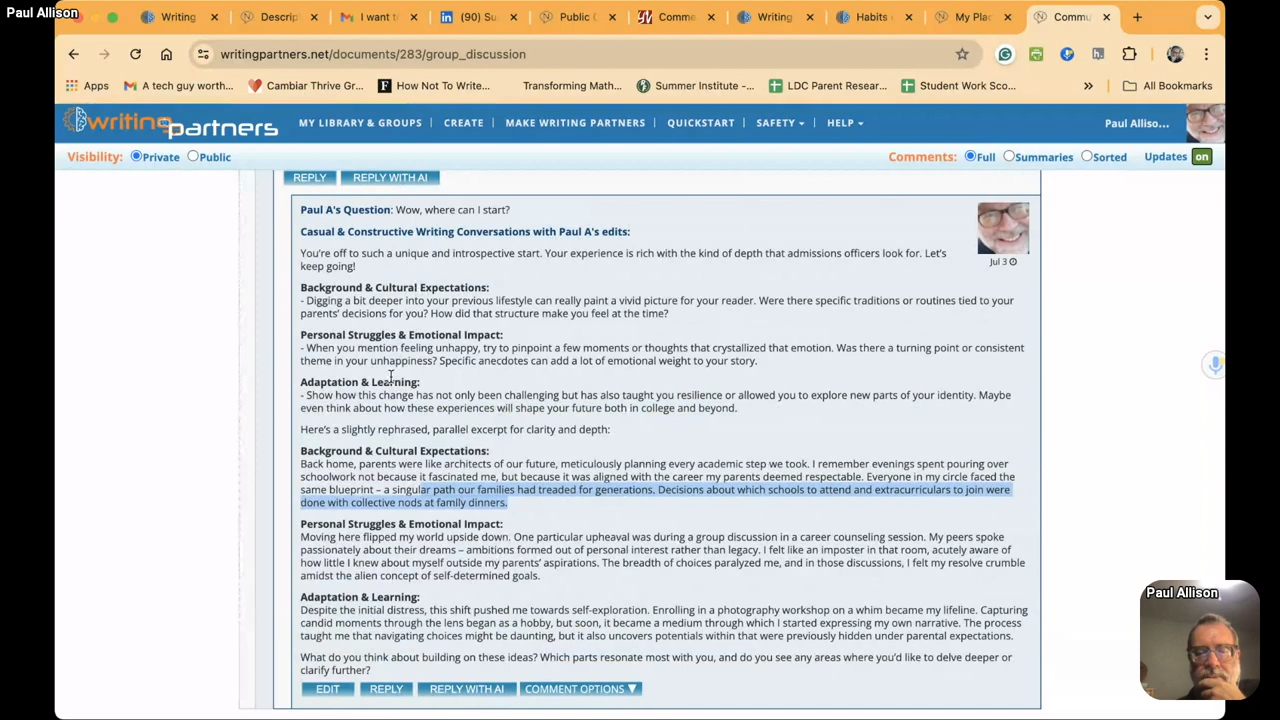 Paul Allison
Writing
Descrip
I want t
(90) Su
Public C
Comme
Writing
Habits
My Pla
Commu
writingpartners.net/documents/283/group_discussion
Apps
A tech guy worth...
Cambiar Thrive Gr...
How Not To Write...
Transforming Math...
Summer Institute -...
LDC Parent Resear...
Student Work Sco...
All Bookmarks
writingpartners
MY LIBRARY & GROUPS
CREATE
MAKE WRITING PARTNERS
QUICKSTART
SAFETY
HELP
Paul Alliso...
Visibility: Private Public
Comments: Full Summaries Sorted Updates on
REPLY REPLY WITH AI
Paul A's Question: Wow, where can I start?
Casual & Constructive Writing Conversations with Paul A's edits:
You're off to such a unique and introspective start. Your experience is rich with the kind of depth that admissions officers look for. Let's
keep going!
Jul 3
Background & Cultural Expectations:
- Digging a bit deeper into your previous lifestyle can really paint a vivid picture for your reader. Were there specific traditions or routines tied to your
parents' decisions for you? How did that structure make you feel at the time?
Personal Struggles & Emotional Impact:
- When you mention feeling unhappy, try to pinpoint a few moments or thoughts that crystallized that emotion. Was there a turning point or consistent
theme in your unhappiness? Specific anecdotes can add a lot of emotional weight to your story.
Adaptation & Learning:
- Show how this change has not only been challenging but has also taught you resilience or allowed you to explore new parts of your identity. Maybe
even think about how these experiences will shape your future both in college and beyond.
Here's a slightly rephrased, parallel excerpt for clarity and depth:
Background & Cultural Expectations:
Back home, parents were like architects of our future, meticulously planning every academic step we took. I remember evenings spent pouring over
schoolwork not because it fascinated me, but because it was aligned with the career my parents deemed respectable. Everyone in my circle faced the
same blueprint – a singular path our families had treaded for generations. Decisions about which schools to attend and extracurriculars to join were
done with collective nods at family dinners.
Personal Struggles & Emotional Impact:
Moving here flipped my world upside down. One particular upheaval was during a group discussion in a career counseling session. My peers spoke
passionately about their dreams – ambitions formed out of personal interest rather than legacy. I felt like an imposter in that room, acutely aware of
how little I knew about myself outside my parents' aspirations. The breadth of choices paralyzed me, and in those discussions, I felt my resolve crumble
amidst the alien concept of self-determined goals.
Adaptation & Learning:
Despite the initial distress, this shift pushed me towards self-exploration. Enrolling in a photography workshop on a whim became my lifeline. Capturing
candid moments through the lens began as a hobby, but soon, it became a medium through which I started expressing my own narrative. The process
taught me that navigating choices might be daunting, but it also uncovers potentials within that were previously hidden under parental expectations.
What do you think about building on these ideas? Which parts resonate most with you, and do you see any areas where you'd like to delve deeper or
clarify further?
EDIT REPLY REPLY WITH AI COMMENT OPTIONS
Paul Allison